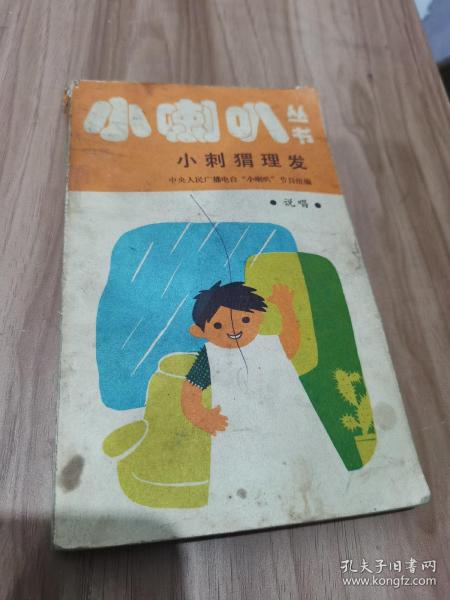 小喇叭丛书
小刺猬理发
中央人民广播电台“小喇叭”节目组编
●说唱●
孔夫子旧书网
www.kongfz.com